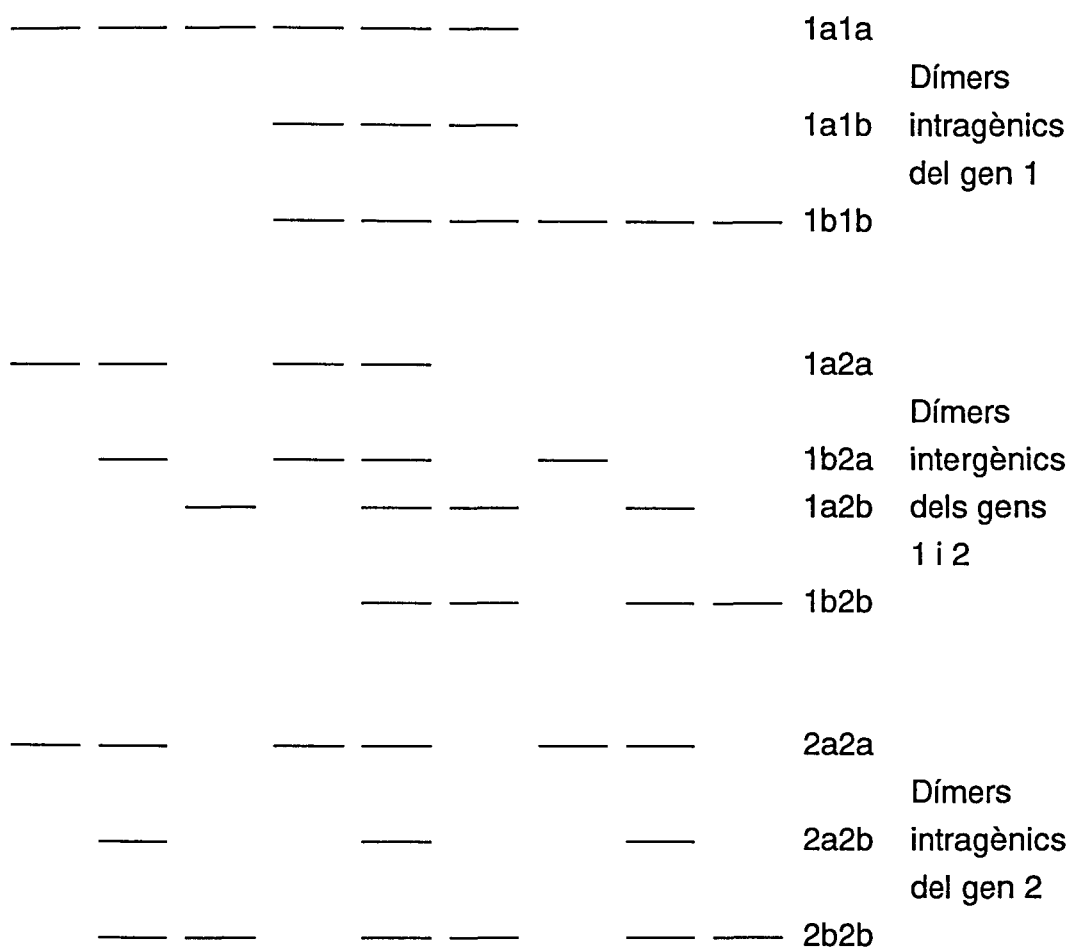 1a1a
Dímers
1a1b intragènics
del gen 1
1b1b
1a2a
Dímers
1b2a intergènics
1a2b dels gens
1 i 2
1b2b
2a2a
Dímers
2a2b intragènics
del gen 2
2b2b